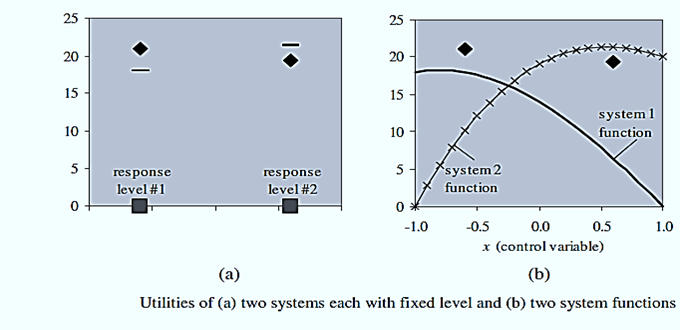 25
20
15
10
5
0
response
level #1
response
level #2
(a)
25
20
15
10
5
0
system 1
function
system 2
function
-1.0 -0.5 0.0 0.5 1.0
x (control variable)
(b)
Utilities of (a) two systems each with fixed level and (b) two system functions